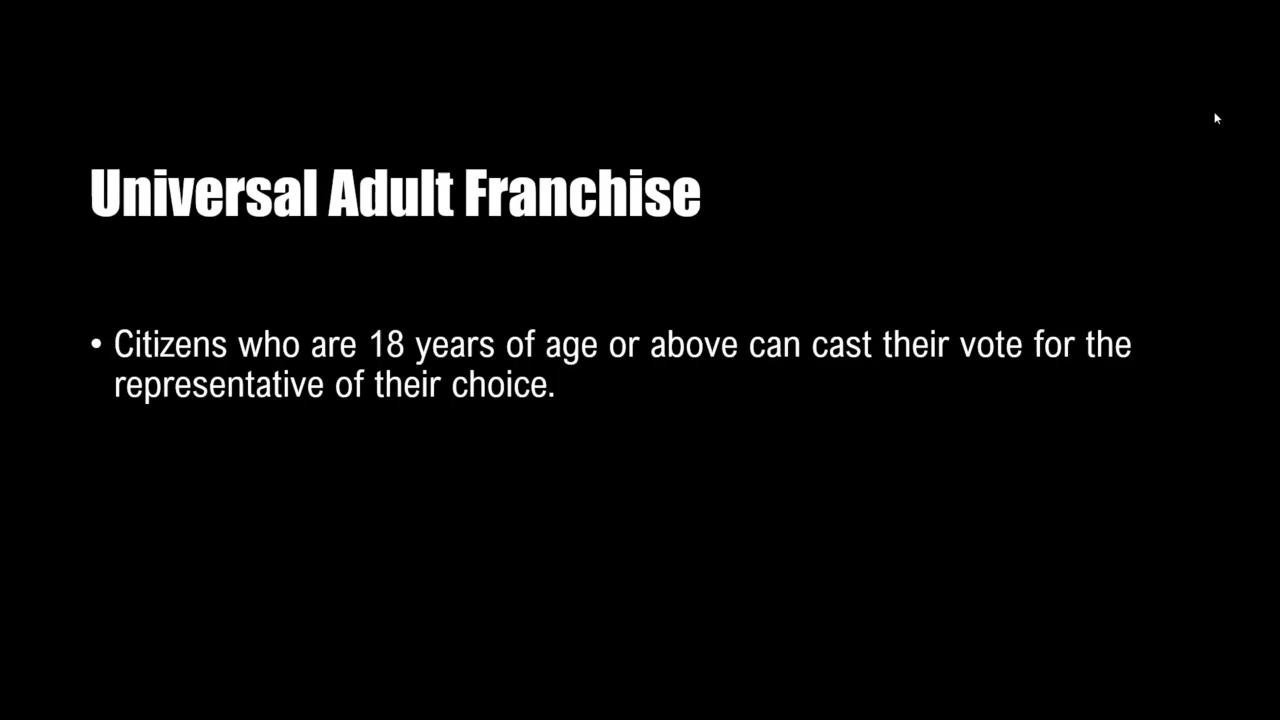 Universal Adult Franchise
• Citizens who are 18 years of age or above can cast their vote for the
representative of their choice.